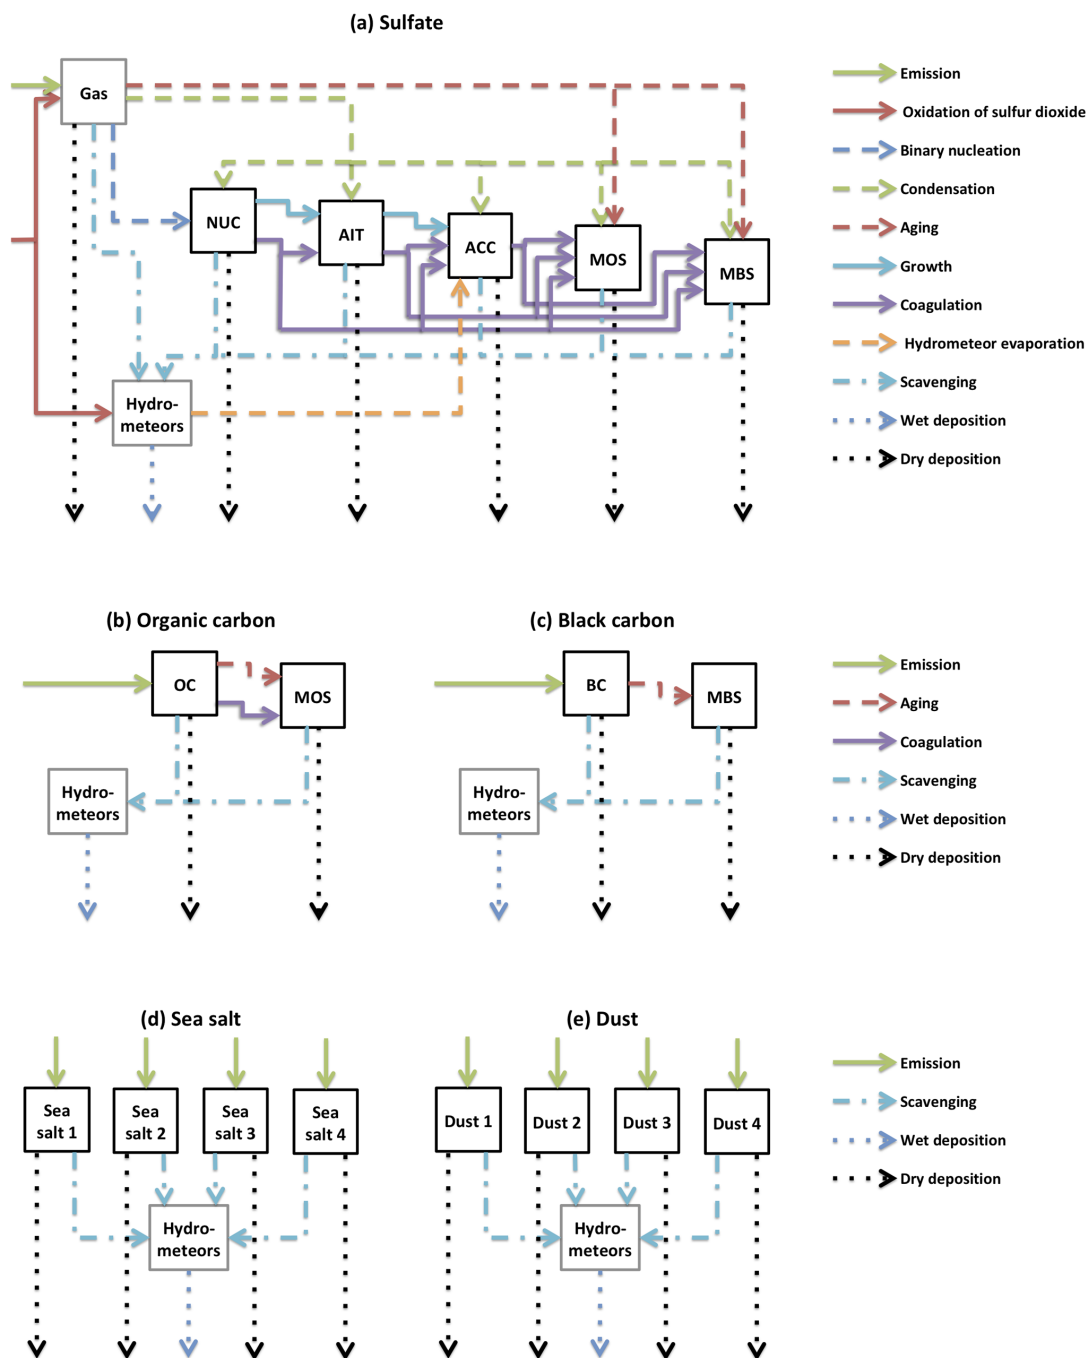 (a) Sulfate
Gas
NUC
AIT
ACC
MOS
MBS
Hydro-
meteors
Emission
Oxidation of sulfur dioxide
Binary nucleation
Condensation
Aging
Growth
Coagulation
Hydrometeor evaporation
Scavenging
Wet deposition
Dry deposition
(b) Organic carbon
OC
MOS
Hydro-
meteors
(c) Black carbon
BC
MBS
Hydro-
meteors
Emission
Aging
Coagulation
Scavenging
Wet deposition
Dry deposition
(d) Sea salt
Sea
salt 1
Sea
salt 2
Sea
salt 3
Sea
salt 4
Hydro-
meteors
(e) Dust
Dust 1
Dust 2
Dust 3
Dust 4
Hydro-
meteors
Emission
Scavenging
Wet deposition
Dry deposition